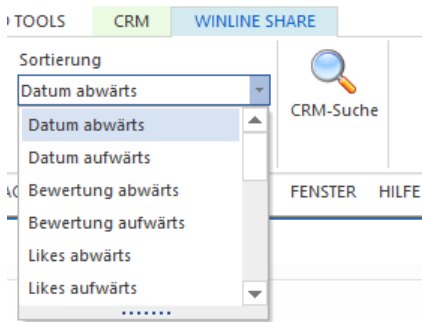 TOOLS CRM WINLINE SHARE
Sortierung
Datum abwärts
CRM-Suche
Datum abwärts
Datum aufwärts
Bewertung abwärts
FENSTER HILFE
Bewertung aufwärts
Likes abwärts
Likes aufwärts